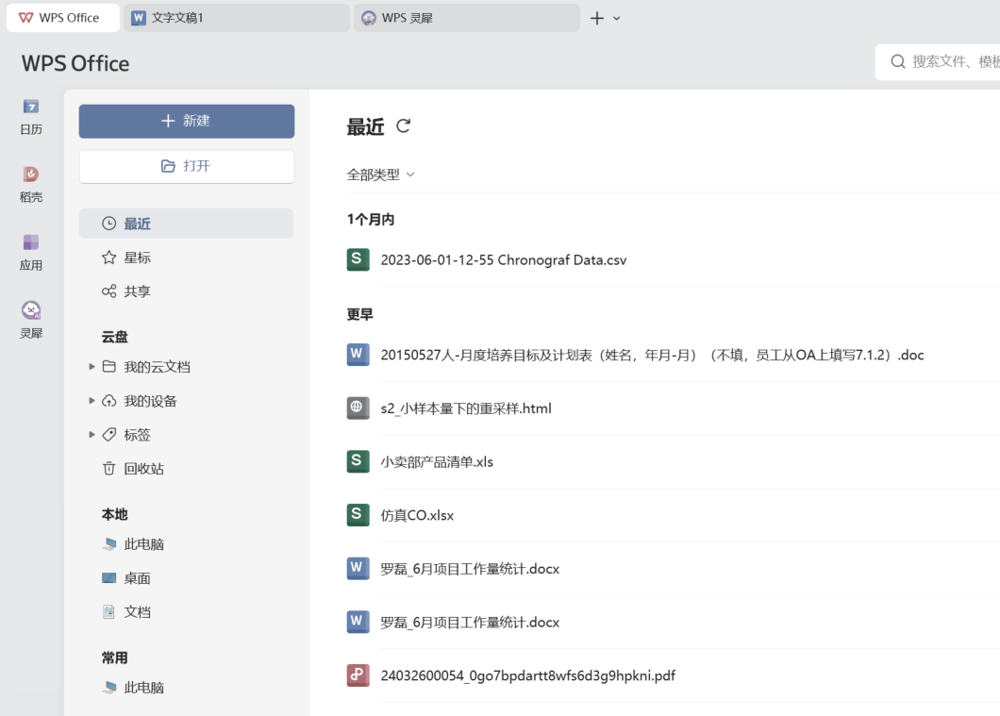 WPS Office
文字文稿1
WPS 灵犀
WPS Office
搜索文件、模板
日历
稻壳
应用
灵犀
新建
打开
最近
星标
共享
云盘
我的云文档
我的设备
标签
回收站
本地
此电脑
桌面
文档
常用
此电脑
最近
全部类型
1个月内
2023-06-01-12-55 Chronograf Data.csv
更早
20150527人-月度培养目标及计划表（姓名，年月-月）（不填，员工从OA上填写7.1.2）.doc
s2_小样本量下的重采样.html
小卖部产品清单.xls
仿真CO.xlsx
罗磊_6月项目工作量统计.docx
罗磊_6月项目工作量统计.docx
24032600054_0go7bpdartt8wfs6d3g9hpkni.pdf